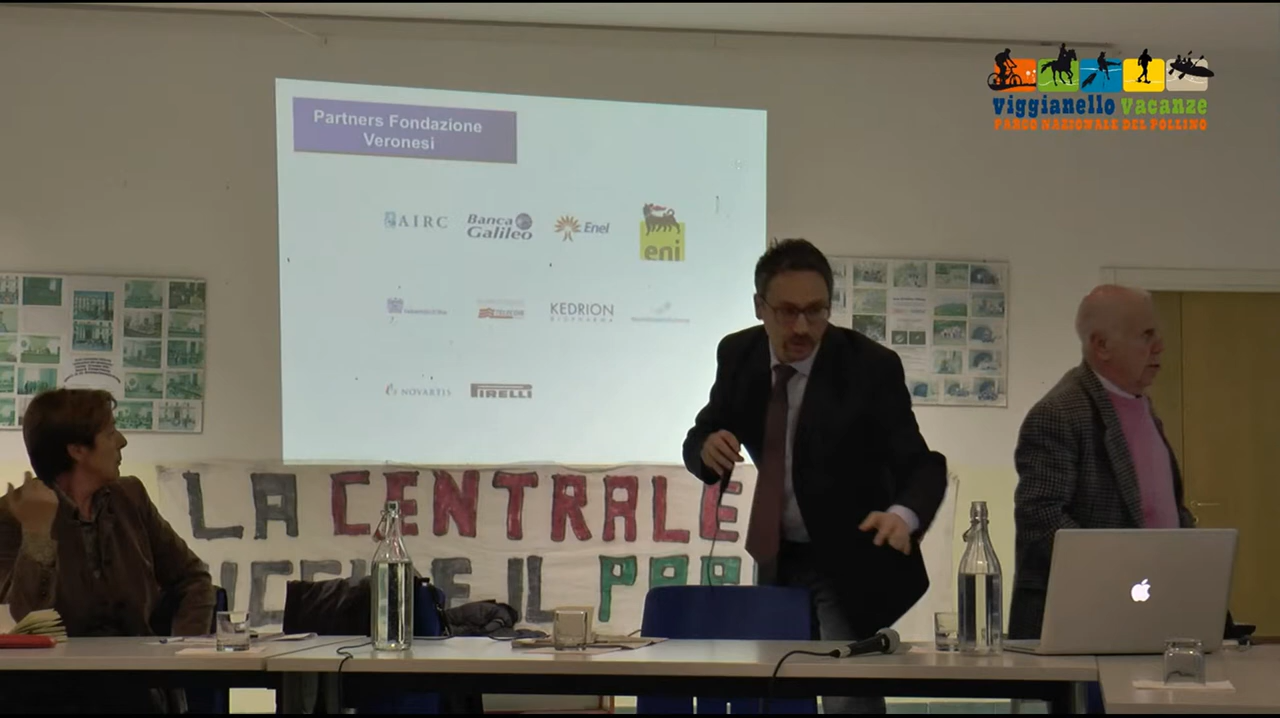 Viggianello Vacanze
PARCO NAZIONALE DEL POLLINO
Partners Fondazione
Veronesi
AIRC
Banca
Galileo
Enel
eni
KEDRION
BIOPHARMA
NOVARTIS
PIRELLI
LA CENTRALE
IL